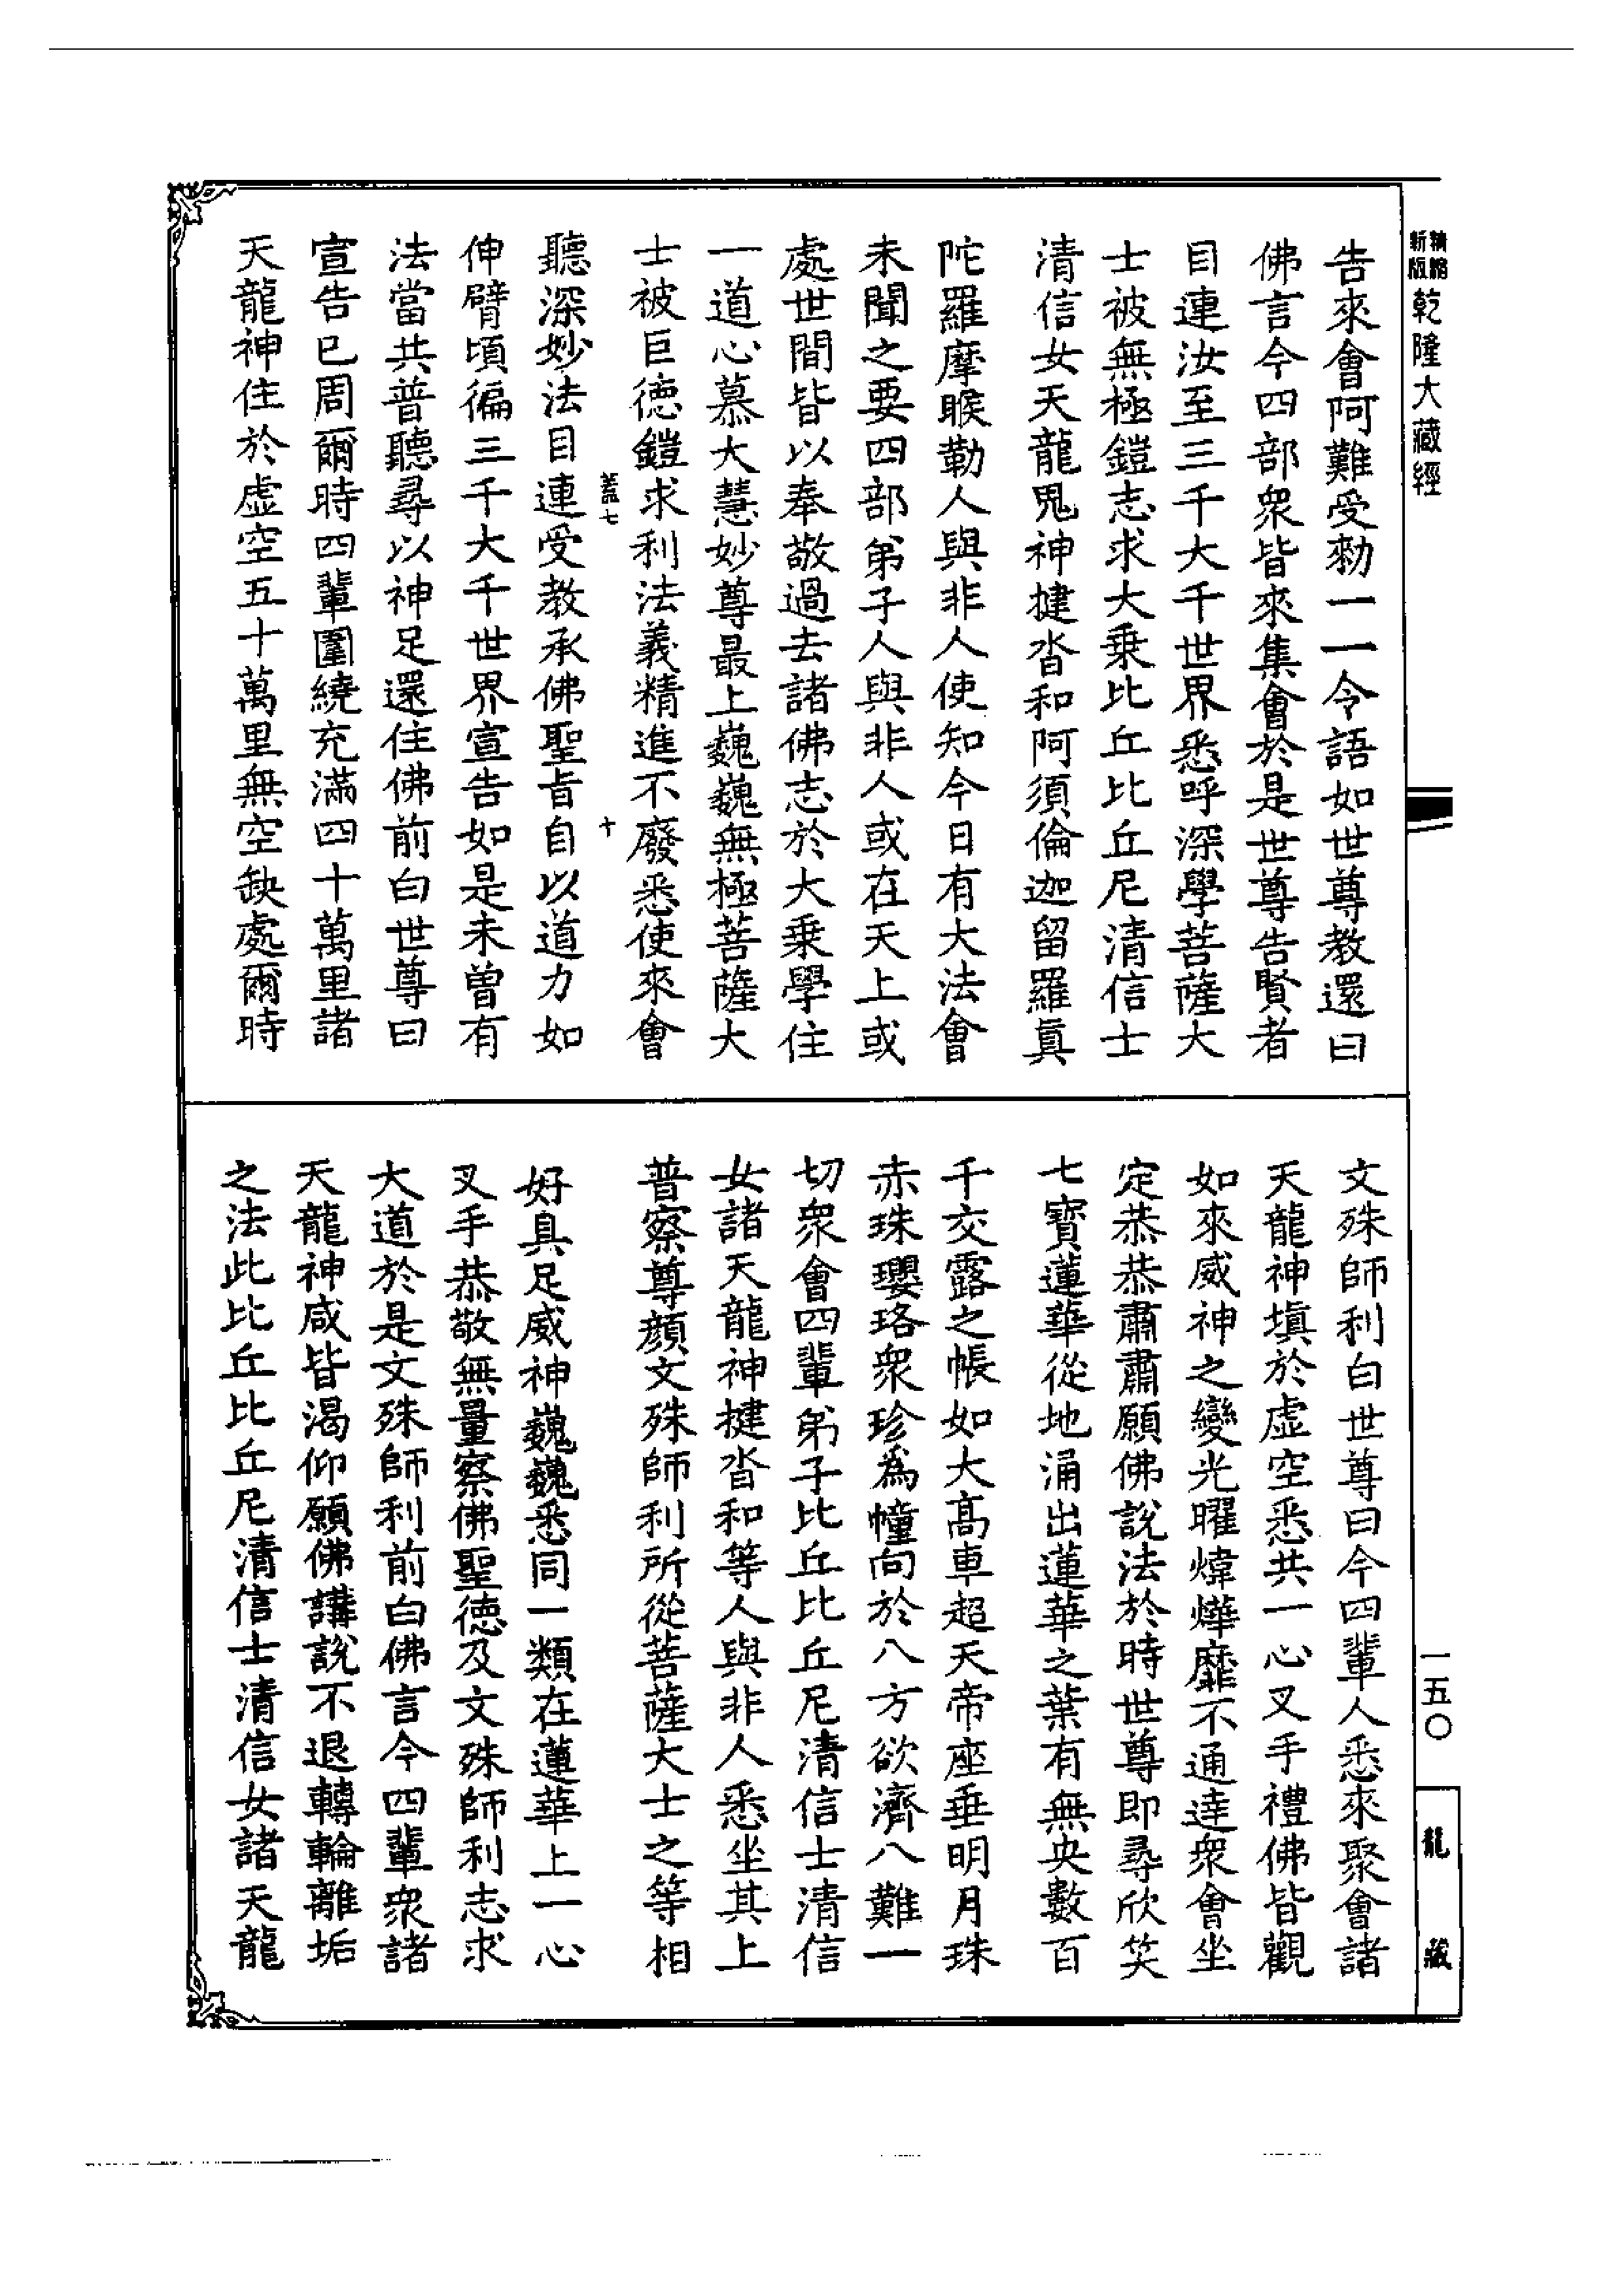 精縮新版乾隆大藏經
告來會阿難受勑一一令語如世尊教還曰
佛言今四部衆皆來集會於是世尊告賢者
目連汝至三千大千世界悉呼深學菩薩大
士被無極鎧志求大乗比丘比丘尼清信士
清信女天龍鬼神揵沓和阿須倫迦留羅真
陀羅摩睺勒人與非人使知今日有大法會
未聞之要四部弟子人與非人或在天上或
處世間皆以奉敬過去諸佛志於大乗學住
一道心慕大慧妙尊最上巍巍無極菩薩大
士被巨德鎧求利法義精進不廢悉使來會
蓋七 十
聽深妙法目連受教承佛聖旨自以道力如
伸臂頃徧三千大千世界宣告如是未曾有
法當共普聽尋以神足還住佛前白世尊曰
宣告已周爾時四輩圍繞充滿四十萬里諸
天龍神住於虛空五十萬里無空缺處爾時
文殊師利白世尊曰今四輩人悉來聚會諸
天龍神塡於虛空悉共一心叉手禮佛皆觀
如來威神之變光曜煒燁靡不通達衆會坐
定恭恭肅肅願佛說法於時世尊即尋欣笑
七寶蓮華從地涌出蓮華之葉有無央數百
千交露之帳如大高車超天帝座垂明月珠
赤珠瓔珞衆珍為幢向於八方欲濟八難一
切衆會四輩弟子比丘比丘尼清信士清信
女諸天龍神揵沓和等人與非人悉坐其上
普察尊顔文殊師利所從菩薩大士之等相
好具足威神巍巍悉同一類在蓮華上一心
叉手恭敬無量察佛聖德及文殊師利志求
大道於是文殊師利前白佛言今四輩衆諸
天龍神咸皆渴仰願佛講說不退轉輪離垢
之法此比丘比丘尼清信士清信女諸天龍
一五〇
龍藏